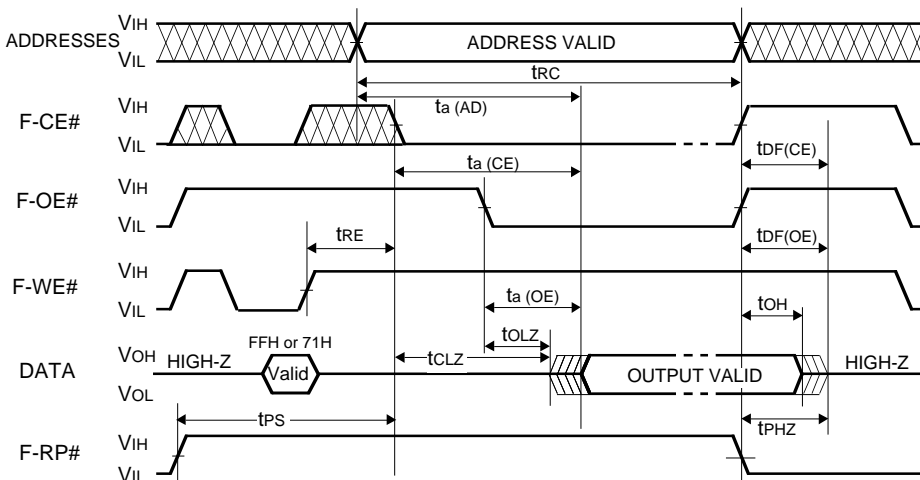 ADDRESSES VIH VIL ADDRESS VALID
tRC
ta (AD)
F-CE# VIH VIL
ta (CE) tDF(CE)
F-OE# VIH VIL
tRE tDF(OE)
F-WE# VIH VIL
ta (OE) tOH
tOLZ
DATA VOH VOL HIGH-Z FFH or 71H Valid tCLZ OUTPUT VALID HIGH-Z
tPS tPHZ
F-RP# VIH VIL